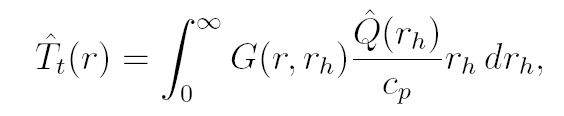 $\hat{T}_t(r) = \int_0^\infty G(r, r_h) \frac{\hat{Q}(r_h)}{c_p} r_h \, dr_h,$